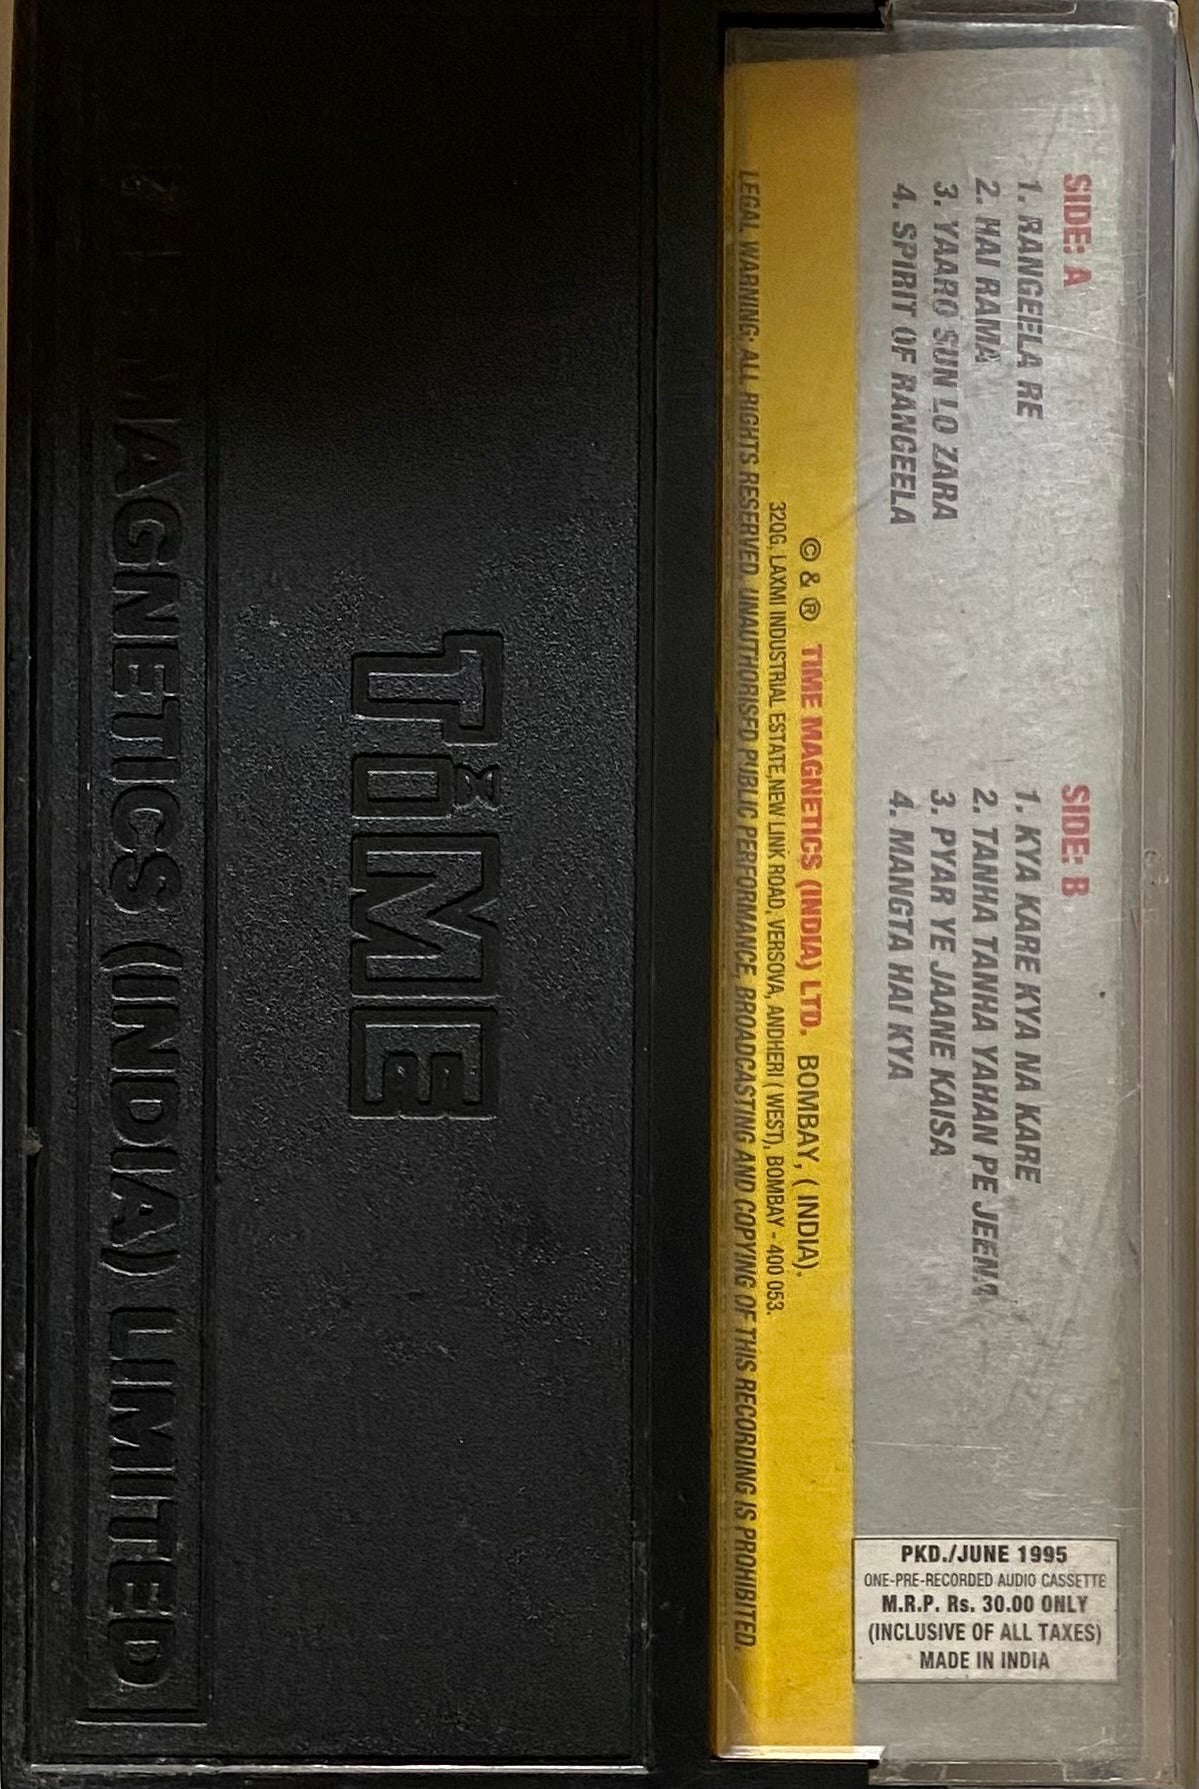 SIDE: A
1. RANGEELA RE
2. HAI RAMA
3. YAARO SUN LO ZARA
4. SPIRIT OF RANGEELA
SIDE: B
1. KYA KARE KYA NA KARE
2. TANHA TANHA YAHAN PE JEENA
3. PYAR YE JAANE KAISA
4. MANGTA HAI KYA
PKD./JUNE 1995
ONE-PRE-RECORDED AUDIO CASSETTE
M.R.P. Rs. 30.00 ONLY
(INCLUSIVE OF ALL TAXES)
MADE IN INDIA
© & ® TIME MAGNETICS (INDIA) LTD. BOMBAY, ( INDIA).
32QG, LAXMI INDUSTRIAL ESTATE,NEW LINK ROAD, VERSOVA, ANDHERI ( WEST), BOMBAY - 400 053.
LEGAL WARNING: ALL RIGHTS RESERVED. UNAUTHORISED PUBLIC PERFORMANCE, BROADCASTING AND COPYING OF THIS RECORDING IS PROHIBITED.
TIME
MAGNETICS (INDIA) LIMITED